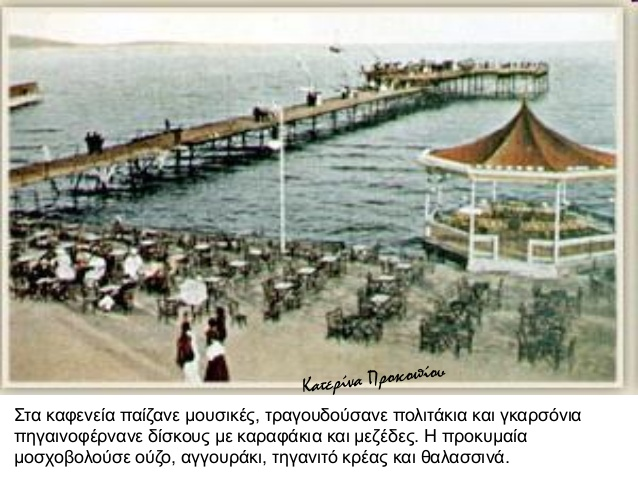 Κατερίνα Προκοπίου
Στα καφενεία παίζανε μουσικές, τραγουδούσανε πολιτάκια και γκαρσόνια
πηγαινοφέρνανε δίσκους με καραφάκια και μεζέδες. Η προκυμαία
μοσχοβολούσε ούζο, αγγουράκι, τηγανιτό κρέας και θαλασσινά.